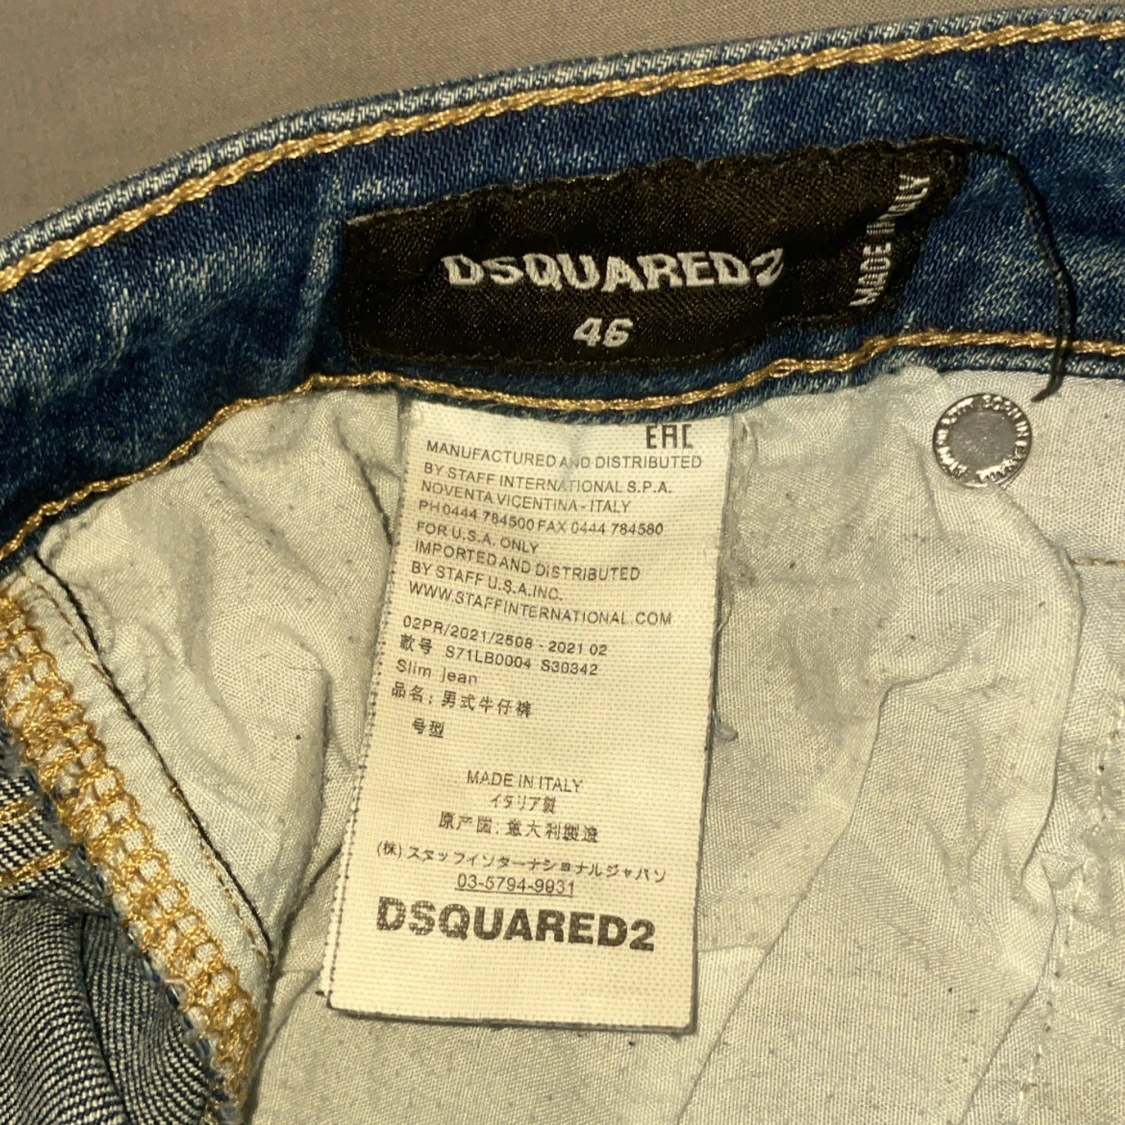 DSQUARED2
46
MADE IN ITALY
EAC
MANUFACTURED AND DISTRIBUTED
BY STAFF INTERNATIONAL S.P.A.
NOVENTA VICENTINA - ITALY
PH 0444 784500 FAX 0444 784580
FOR U.S.A. ONLY
IMPORTED AND DISTRIBUTED
BY STAFF U.S.A.INC.
WWW.STAFFINTERNATIONAL.COM
02PR/2021/2508 - 2021 02
款号 S71LB0004 S30342
Slim jean
品名: 男式牛仔裤
号型
MADE IN ITALY
イタリア製
原产国: 意大利製造
(株) スタッフインターナショナルジャパン
03-5794-9931
DSQUARED2
BORN IN CANADA